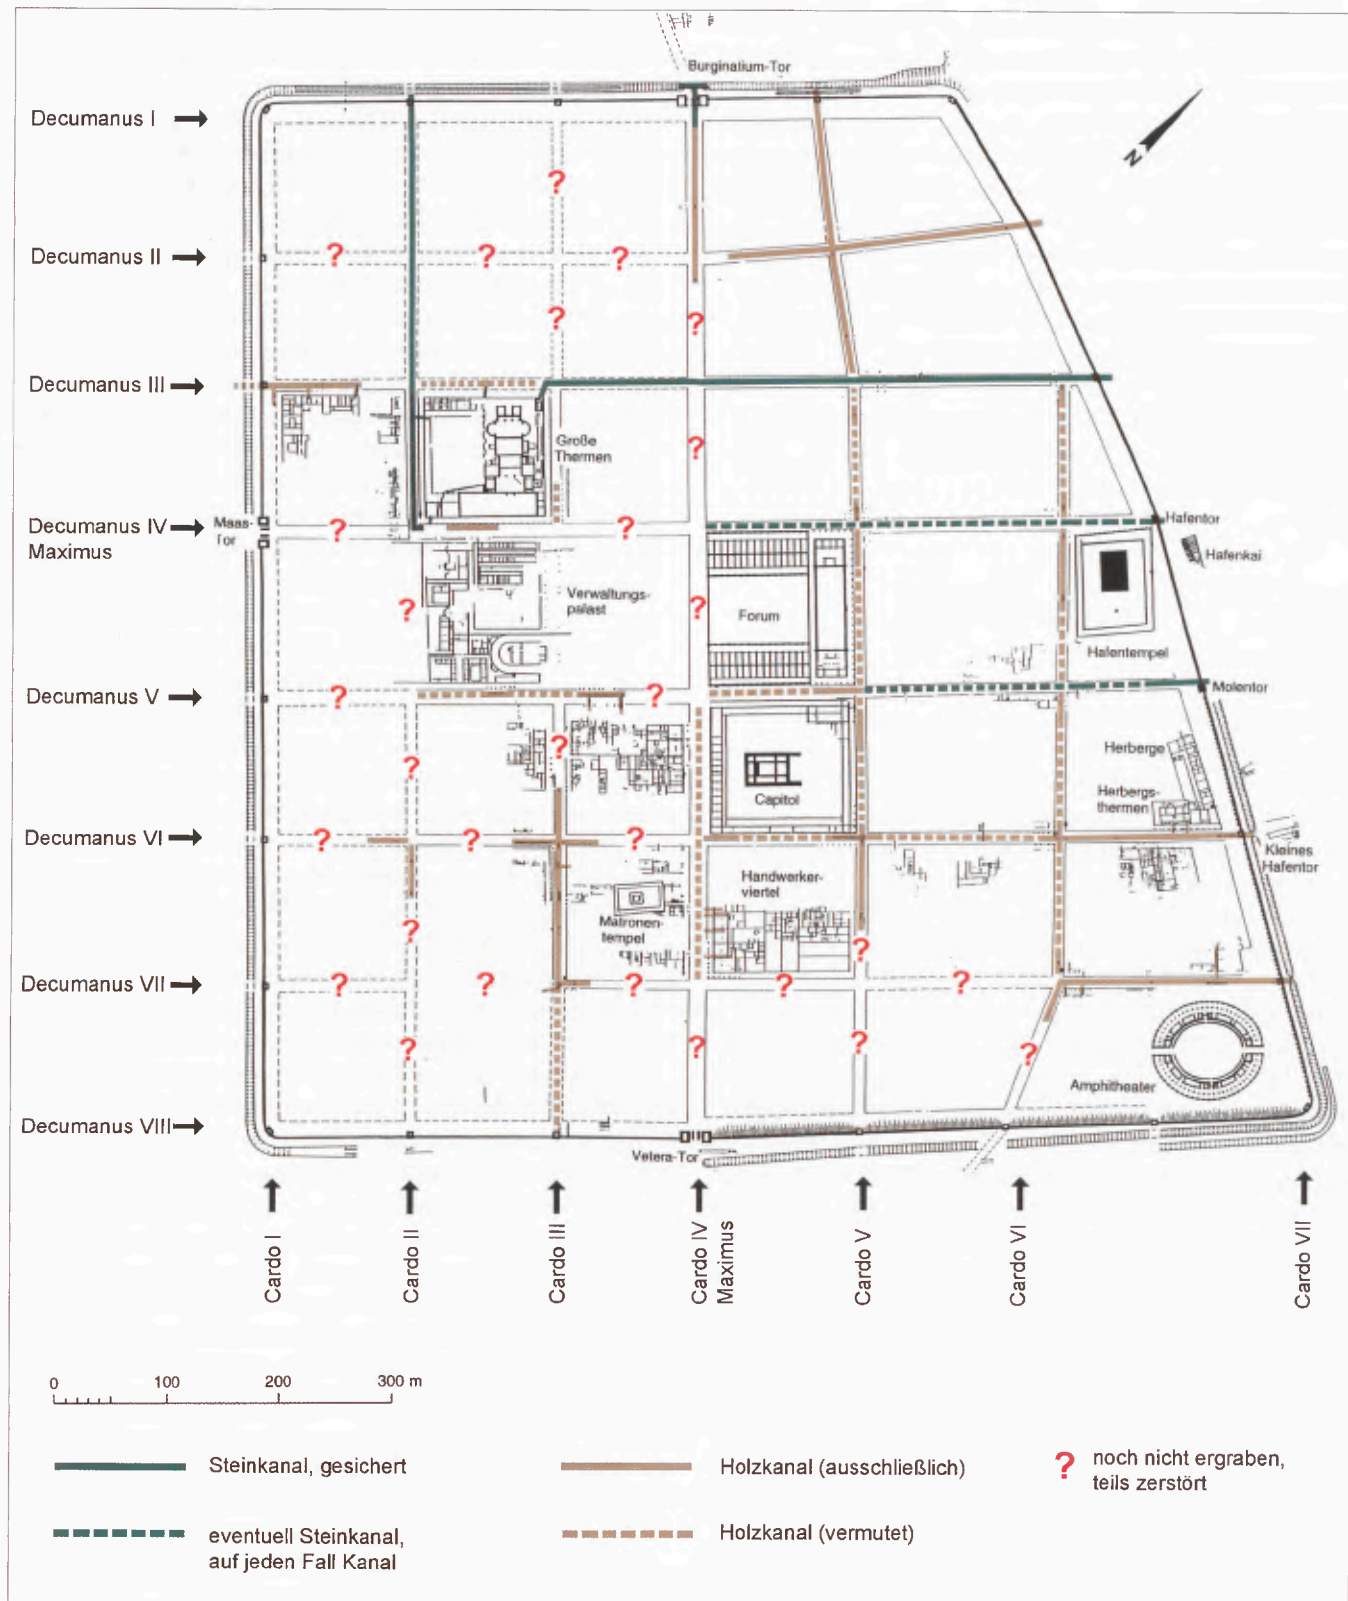 Burginatium-Tor
Decumanus I
N
?
Decumanus II
? ? ?
? ?
Decumanus III
?
Große
Thermen
Decumanus IV
Maximus
Maas-
Tor
? ?
Hafentor
Hafenkai
? ?
Verwaltungs-
palast
Forum
Hafentempel
Decumanus V
? ?
Molentor
? ?
Herberge
Herbergs-
thermen
Capitol
Decumanus VI
? ? ?
Kleines
Hafentor
Handwerker-
viertel
Matronen-
tempel
? ?
Decumanus VII
? ? ? ? ?
? ? ? ?
Amphitheater
Decumanus VIII
Vetera-Tor
Cardo I
Cardo II
Cardo III
Cardo IV
Maximus
Cardo V
Cardo VI
Cardo VII
0 100 200 300 m
Steinkanal, gesichert
eventuell Steinkanal,
auf jeden Fall Kanal
Holzkanal (ausschließlich)
Holzkanal (vermutet)
? noch nicht ergraben,
teils zerstört